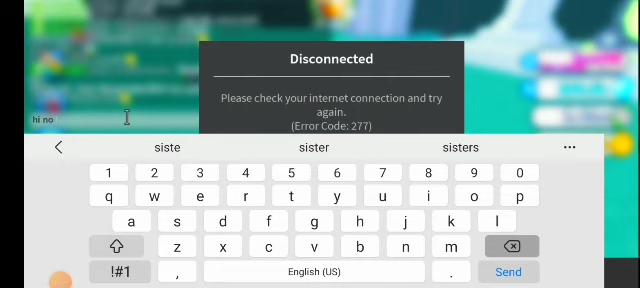 Disconnected
Please check your internet connection and try
again.
(Error Code: 277)
hi no
siste sister sisters
1 2 3 4 5 6 7 8 9 0
q w e r t y u i o p
a s d f g h j k l
z x c v b n m
!#1 , English (US) . Send